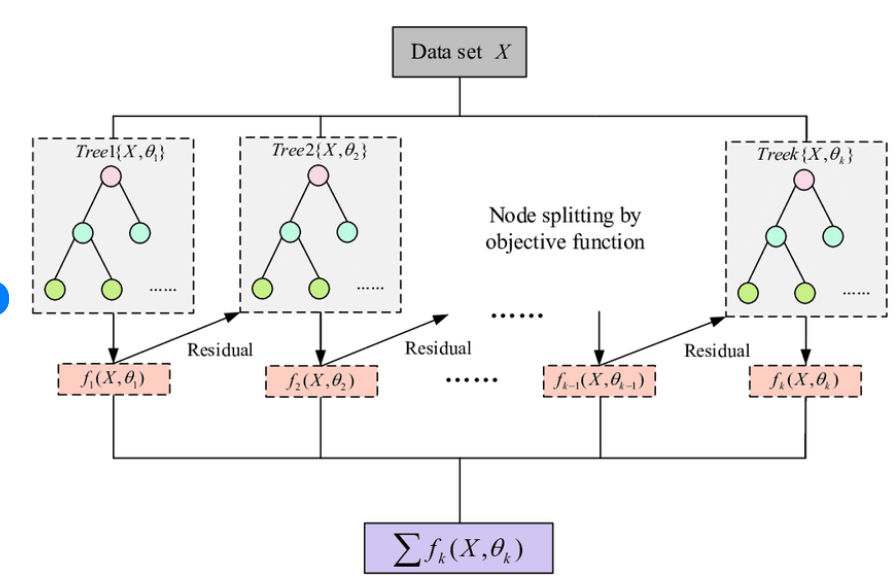 Data set X
Tree1{X,θ₁}
Tree2{X,θ₂}
Treek{X,θₖ}
Node splitting by
objective function
......
......
......
......
Residual
Residual
Residual
f₁(X,θ₁)
f₂(X,θ₂)
......
fₖ₋₁(X,θₖ₋₁)
fₖ(X,θₖ)
∑fₖ(X,θₖ)